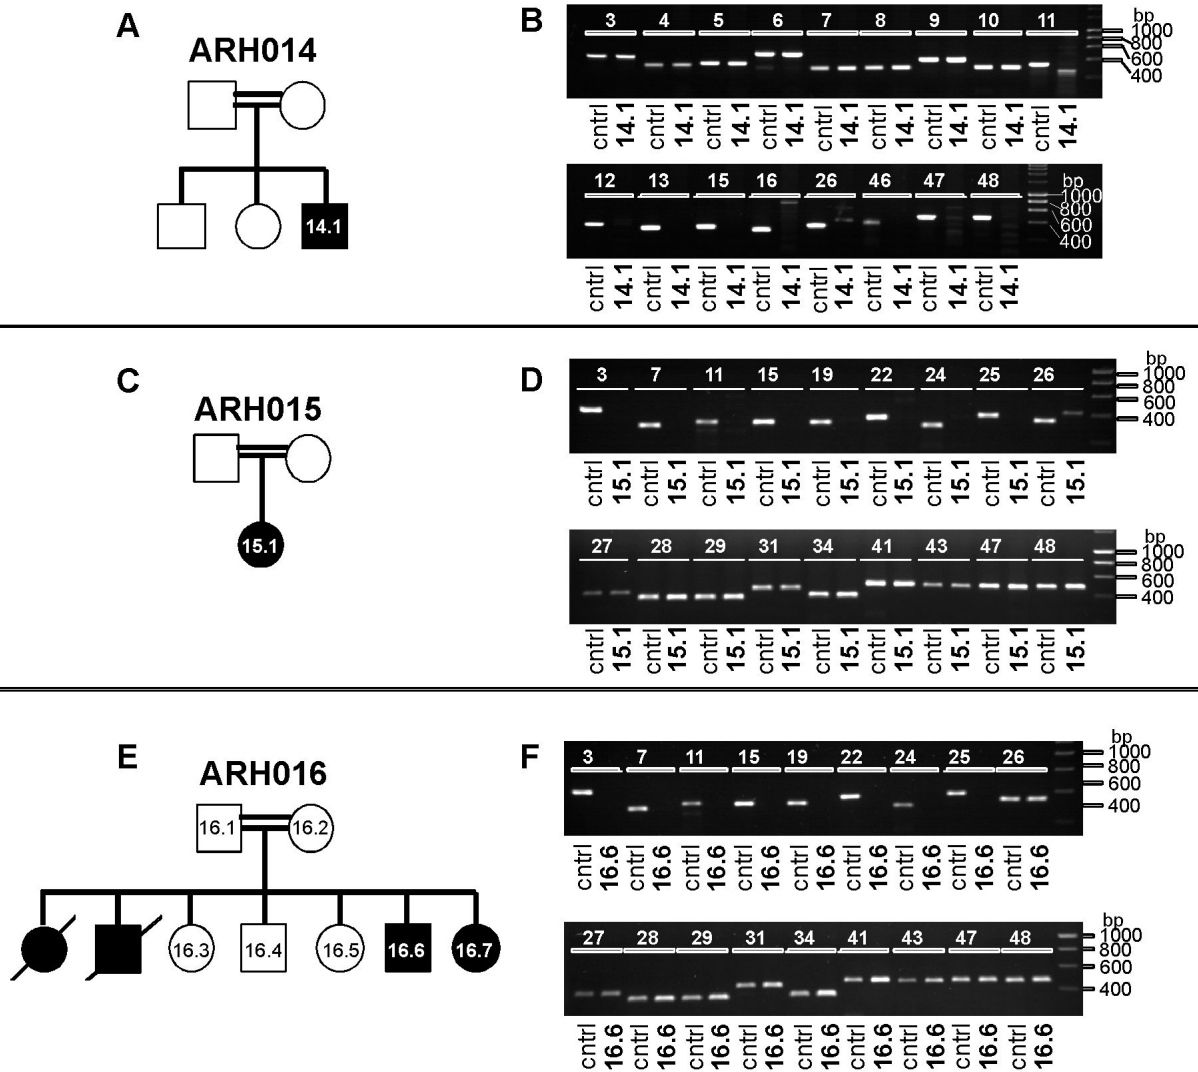 A
ARH014
14.1
B
3 4 5 6 7 8 9 10 11
bp
1000
800
600
400
cntrl 14.1 cntrl 14.1 cntrl 14.1 cntrl 14.1 cntrl 14.1 cntrl 14.1 cntrl 14.1 cntrl 14.1 cntrl 14.1
12 13 15 16 26 46 47 48
bp
1000
800
600
400
cntrl 14.1 cntrl 14.1 cntrl 14.1 cntrl 14.1 cntrl 14.1 cntrl 14.1 cntrl 14.1 cntrl 14.1
C
ARH015
15.1
D
3 7 11 15 19 22 24 25 26
bp
1000
800
600
400
cntrl 15.1 cntrl 15.1 cntrl 15.1 cntrl 15.1 cntrl 15.1 cntrl 15.1 cntrl 15.1 cntrl 15.1 cntrl 15.1
27 28 29 31 34 41 43 47 48
bp
1000
800
600
400
cntrl 15.1 cntrl 15.1 cntrl 15.1 cntrl 15.1 cntrl 15.1 cntrl 15.1 cntrl 15.1 cntrl 15.1 cntrl 15.1
E
ARH016
16.1 16.2
16.3 16.4 16.5 16.6 16.7
F
3 7 11 15 19 22 24 25 26
bp
1000
800
600
400
cntrl 16.6 cntrl 16.6 cntrl 16.6 cntrl 16.6 cntrl 16.6 cntrl 16.6 cntrl 16.6 cntrl 16.6 cntrl 16.6
27 28 29 31 34 41 43 47 48
bp
1000
800
600
400
cntrl 16.6 cntrl 16.6 cntrl 16.6 cntrl 16.6 cntrl 16.6 cntrl 16.6 cntrl 16.6 cntrl 16.6 cntrl 16.6